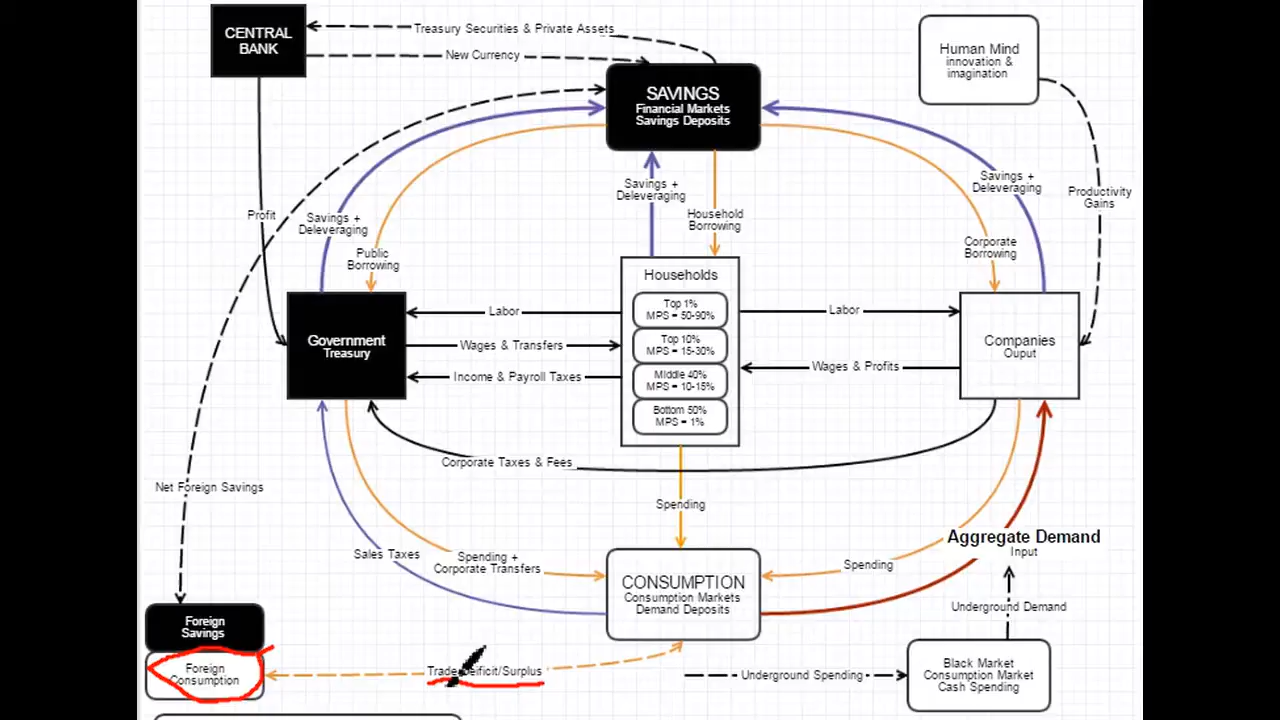 CENTRAL
BANK
Treasury Securities & Private Assets
New Currency
SAVINGS
Financial Markets
Savings Deposits
Human Mind
innovation &
imagination
Productivity
Gains
Profit
Savings +
Deleveraging
Public
Borrowing
Savings +
Deleveraging
Household
Borrowing
Savings +
Deleveraging
Corporate
Borrowing
Government
Treasury
Labor
Wages & Transfers
Income & Payroll Taxes
Households
Top 1%
MPS = 50-90%
Top 10%
MPS = 15-30%
Middle 40%
MPS = 10-15%
Bottom 50%
MPS = 1%
Labor
Wages & Profits
Companies
Ouput
Corporate Taxes & Fees
Net Foreign Savings
Spending
Sales Taxes
Spending +
Corporate Transfers
CONSUMPTION
Consumption Markets
Demand Deposits
Spending
Aggregate Demand
Input
Underground Demand
Foreign
Savings
Foreign
Consumption
Trade Deficit/Surplus
Underground Spending
Black Market
Consumption Market
Cash Spending